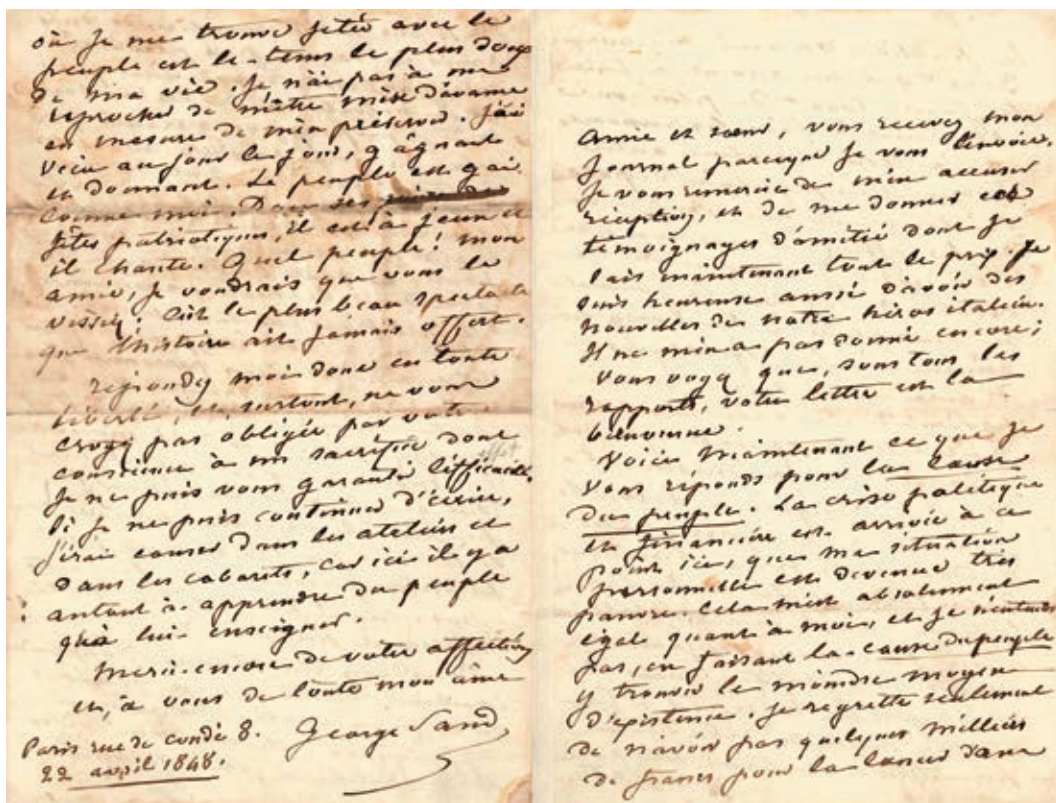 où je me trouve jetée avec le
peuple est le tems le plus doux
de ma vie. Je n'ai pas à me
reprocher de m'être mise d'avance
en mesure de m'en préserver. J'ai
vécu au jour le jour, gagnant
et donnant. Le peuple est gai
comme moi. Dans ses
fêtes patriotiques, il est à jeun et
il chante. Quel peuple! mon
amie, je voudrais que vous le
vissiez. C'est le plus beau spectacle
que l'histoire ait jamais offert.
répondez moi donc en toute
liberté, et, surtout, ne vous
croyez pas obligée par votre
conscience à un sacrifice dont
je ne puis vous garantir l'efficacité.
Si je ne puis continuer d'écrire,
j'irai causer dans les ateliers et
dans les cabarets, car ici il y a
autant à apprendre du peuple
qu'à lui enseigner.
Merci encore de votre affection
et, à vous de toute mon âme
George Sand
Paris rue de condé 8.
22 avril 1848.
Amie et sœur, vous recevez mon
journal parceque je vous l'envoie.
Je vous remercie de m'en accuser
réception, et de me donner ces
témoignages d'amitié dont je
sais maintenant tout le prix. Je
suis heureuse aussi d'avoir des
nouvelles de notre héros italien.
Il ne m'en a pas donné encore;
Vous voyez que, sous tous les
rapports, votre lettre est la
bienvenue.
Voici maintenant ce que je
vous réponds pour la cause
du peuple. La crise politique
et financière est arrivée à ce
point ici, que ma situation
personnelle est devenue très
pauvre. Cela m'est absolument
égal quant à moi, et je n'entends
pas, en faisant la cause du peuple
y trouver le moindre moyen
d'existence. Je regrette seulement
de n'avoir pas quelques milliers
de francs pour la lancer dans